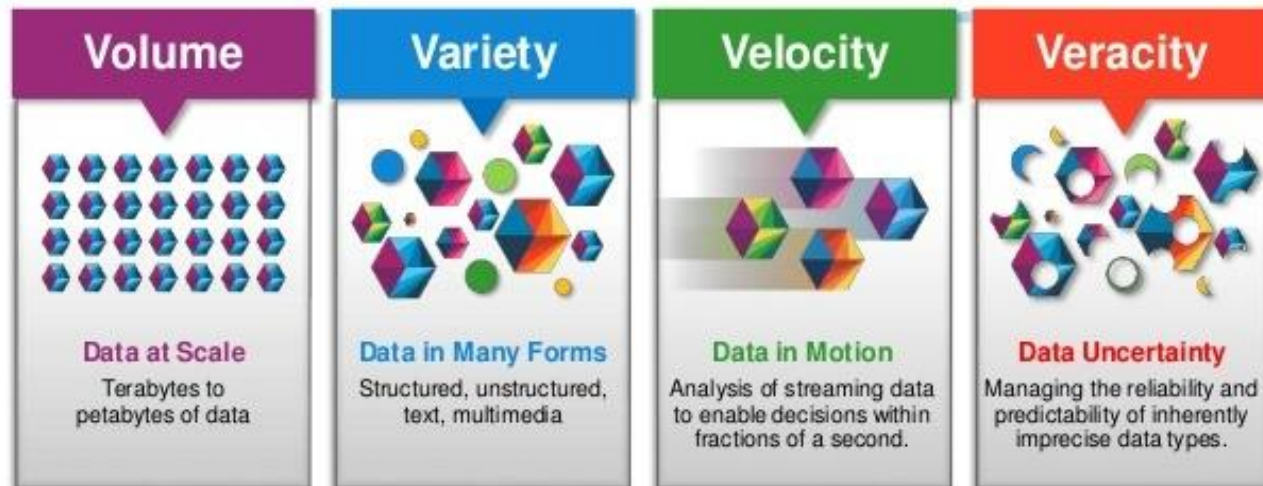 Volume
Data at Scale
Terabytes to
petabytes of data
Variety
Data in Many Forms
Structured, unstructured,
text, multimedia
Velocity
Data in Motion
Analysis of streaming data
to enable decisions within
fractions of a second.
Veracity
Data Uncertainty
Managing the reliability and
predictability of inherently
imprecise data types.